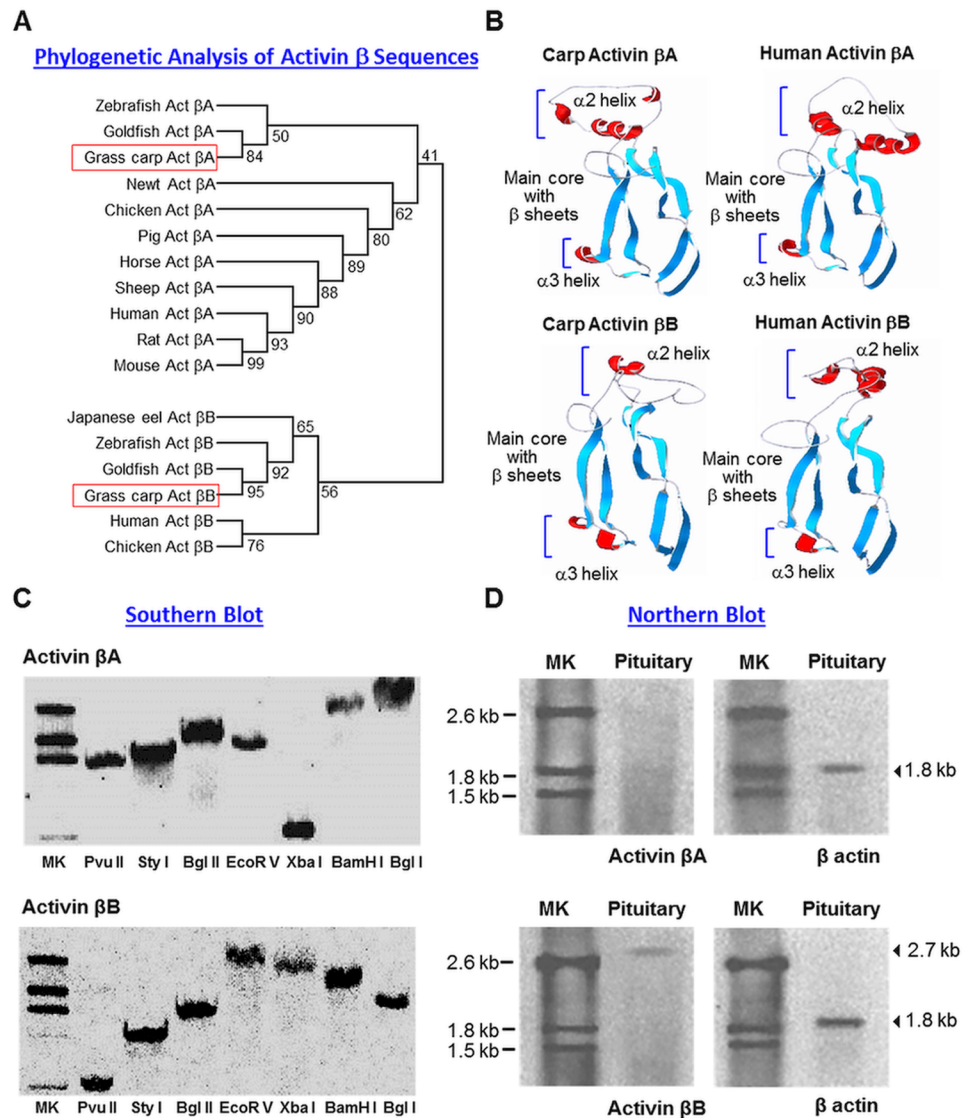 A
Phylogenetic Analysis of Activin β Sequences
Zebrafish Act βA
Goldfish Act βA
Grass carp Act βA
Newt Act βA
Chicken Act βA
Pig Act βA
Horse Act βA
Sheep Act βA
Human Act βA
Rat Act βA
Mouse Act βA
50
84
41
62
80
89
88
90
93
99
Japanese eel Act βB
Zebrafish Act βB
Goldfish Act βB
Grass carp Act βB
Human Act βB
Chicken Act βB
65
92
95
56
76
B
Carp Activin βA
α2 helix
Main core
with
β sheets
α3 helix
Human Activin βA
α2 helix
Main core
with
β sheets
α3 helix
Carp Activin βB
α2 helix
Main core
with
β sheets
α3 helix
Human Activin βB
α2 helix
Main core
with
β sheets
α3 helix
C
Southern Blot
Activin βA
MK Pvu II Sty I Bgl II EcoR V Xba I BamH I Bgl I
Activin βB
MK Pvu II Sty I Bgl II EcoR V Xba I BamH I Bgl I
D
Northern Blot
MK Pituitary MK Pituitary
2.6 kb
1.8 kb
1.5 kb
1.8 kb
Activin βA β actin
MK Pituitary MK Pituitary
2.6 kb
1.8 kb
1.5 kb
2.7 kb
1.8 kb
Activin βB β actin